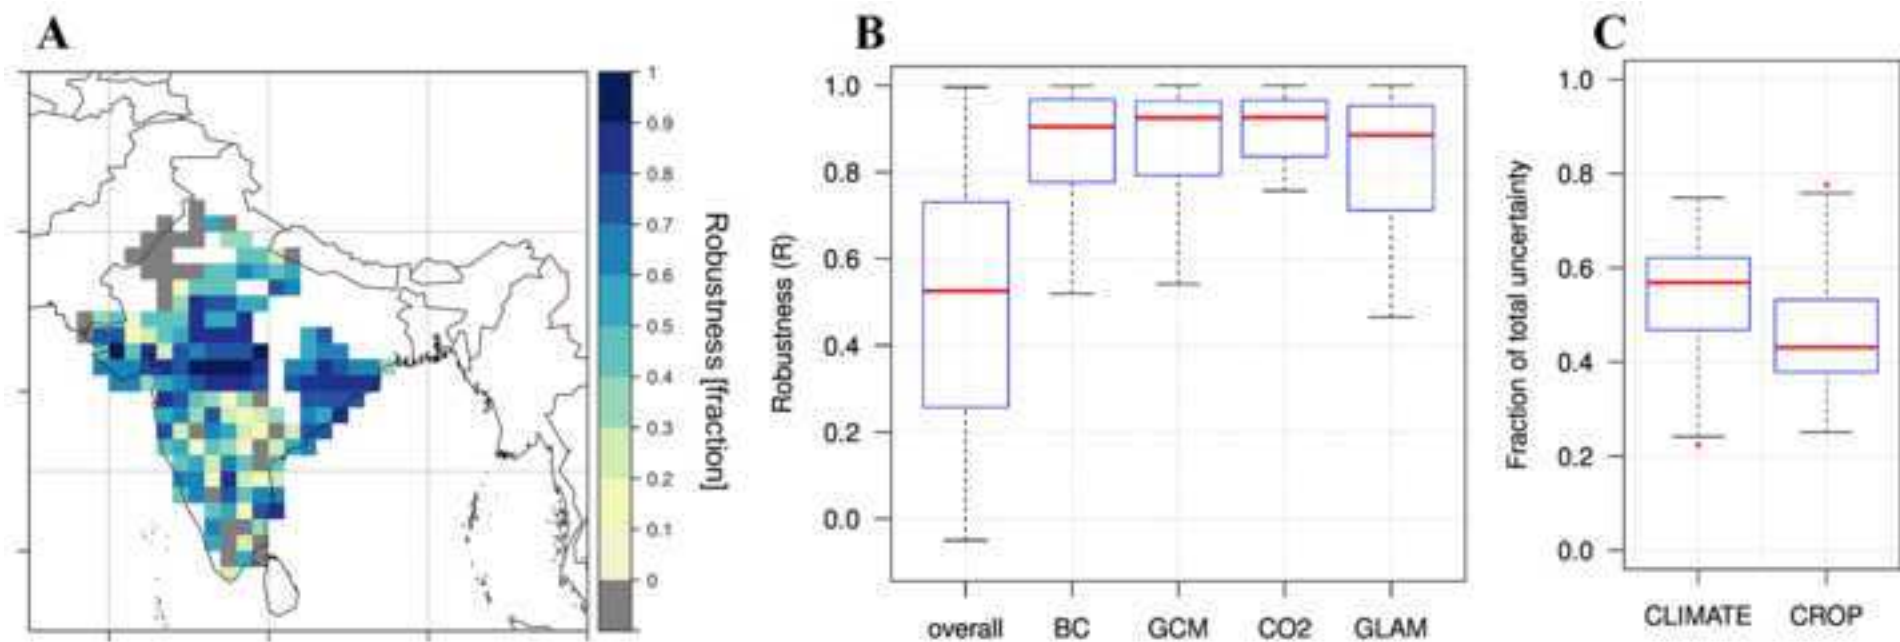 A
1
0.9
0.8
0.7
0.6
0.5
0.4
0.3
0.2
0.1
0
Robustness [fraction]
B
Robustness (R)
1.0
0.8
0.6
0.4
0.2
0.0
overall BC GCM CO2 GLAM
C
Fraction of total uncertainty
1.0
0.8
0.6
0.4
0.2
0.0
CLIMATE CROP